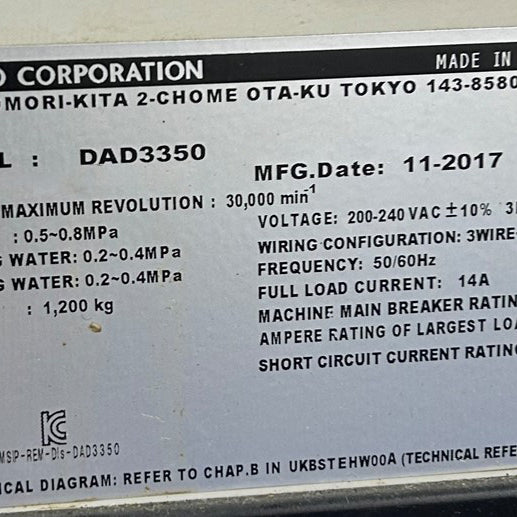 CORPORATION
MADE IN
OMORI-KITA 2-CHOME OTA-KU TOKYO 143-8580
: DAD3350
MFG.Date: 11-2017
MAXIMUM REVOLUTION : 30,000 min-1
: 0.5~0.8MPa
WATER: 0.2~0.4MPa
WATER: 0.2~0.4MPa
: 1,200 kg
VOLTAGE: 200-240 VAC ±10%
WIRING CONFIGURATION: 3WIRE
FREQUENCY: 50/60Hz
FULL LOAD CURRENT: 14A
MACHINE MAIN BREAKER RATIN
AMPERE RATING OF LARGEST LOA
SHORT CIRCUIT CURRENT RATING
MSIP-REM-DIs-DAD3350
ICAL DIAGRAM: REFER TO CHAP.B IN UKBSTEHW00A (TECHNICAL REFE